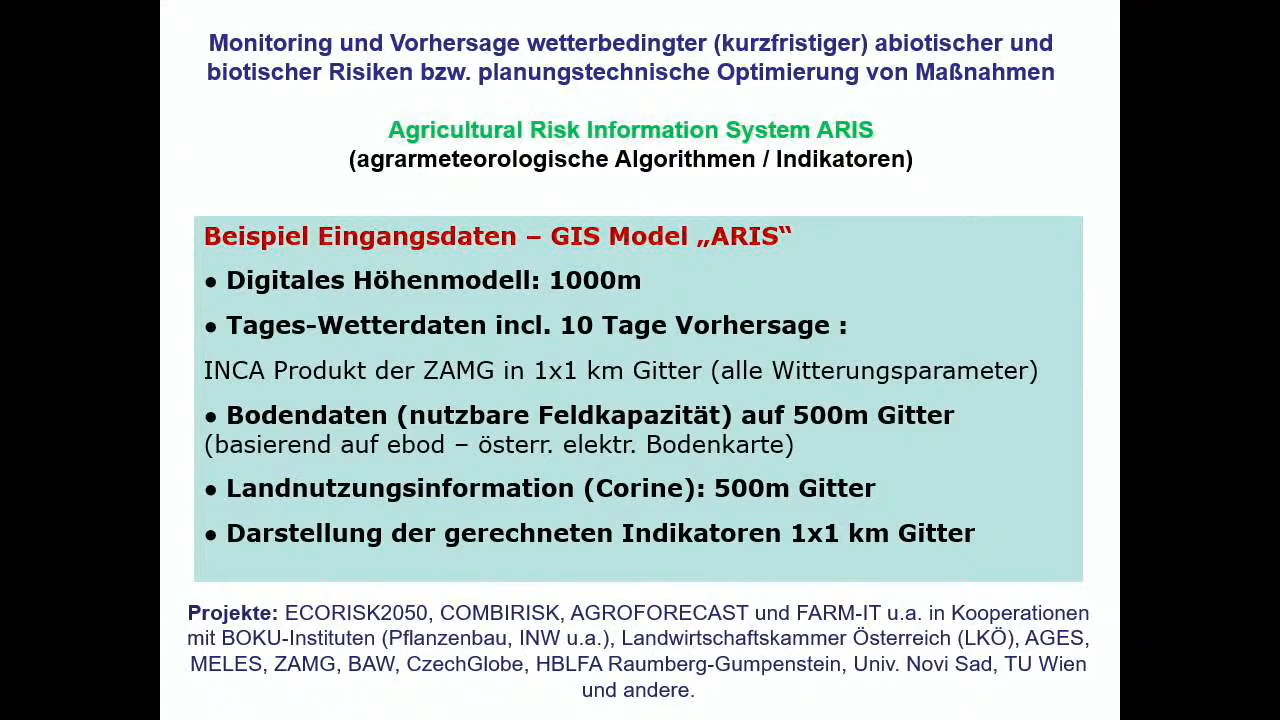 Monitoring und Vorhersage wetterbedingter (kurzfristiger) abiotischer und
biotischer Risiken bzw. planungstechnische Optimierung von Maßnahmen
Agricultural Risk Information System ARIS
(agrarmeteorologische Algorithmen / Indikatoren)
Beispiel Eingangsdaten – GIS Model „ARIS“
● Digitales Höhenmodell: 1000m
● Tages-Wetterdaten incl. 10 Tage Vorhersage :
INCA Produkt der ZAMG in 1x1 km Gitter (alle Witterungsparameter)
● Bodendaten (nutzbare Feldkapazität) auf 500m Gitter
(basierend auf ebod – österr. elektr. Bodenkarte)
● Landnutzungsinformation (Corine): 500m Gitter
● Darstellung der gerechneten Indikatoren 1x1 km Gitter
Projekte: ECORISK2050, COMBIRISK, AGROFORECAST und FARM-IT u.a. in Kooperationen
mit BOKU-Instituten (Pflanzenbau, INW u.a.), Landwirtschaftskammer Österreich (LKÖ), AGES,
MELES, ZAMG, BAW, CzechGlobe, HBLFA Raumberg-Gumpenstein, Univ. Novi Sad, TU Wien
und andere.